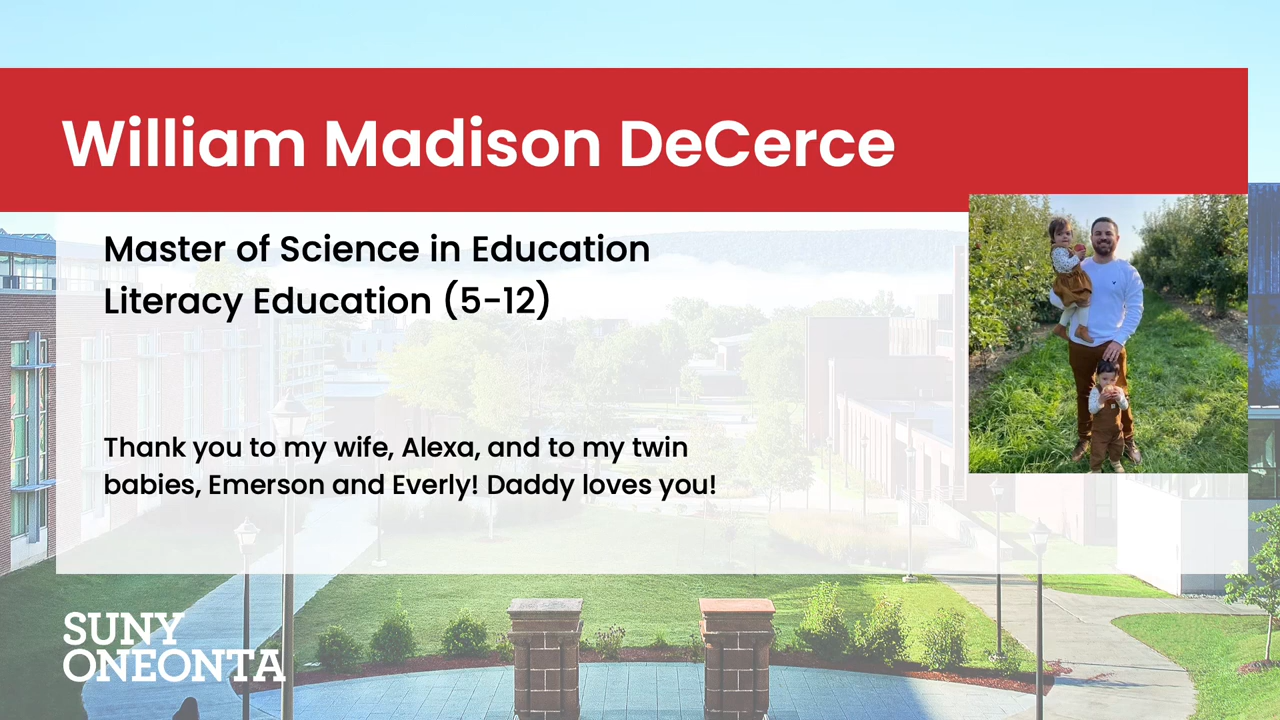 William Madison DeCerce
Master of Science in Education
Literacy Education (5-12)
Thank you to my wife, Alexa, and to my twin
babies, Emerson and Everly! Daddy loves you!
SUNY
ONEONTA